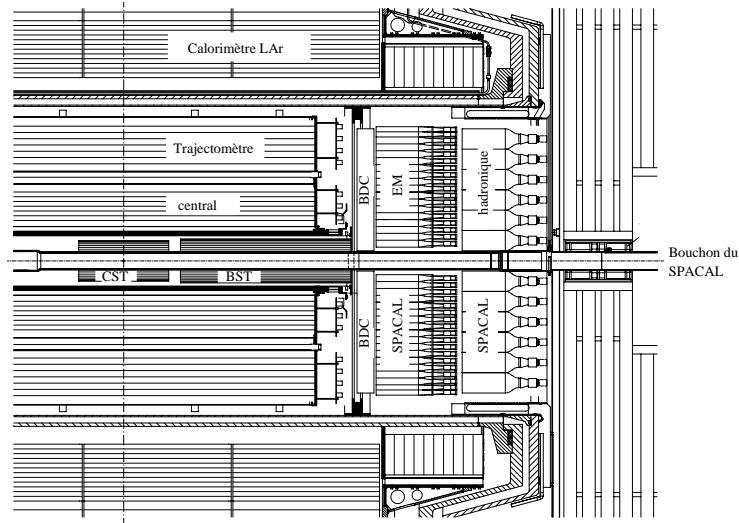 Calorimètre LAr
Trajectomètre
central
BDC
EM
hadronique
CST
BST
Bouchon du
SPACAL
BDC
SPACAL
SPACAL